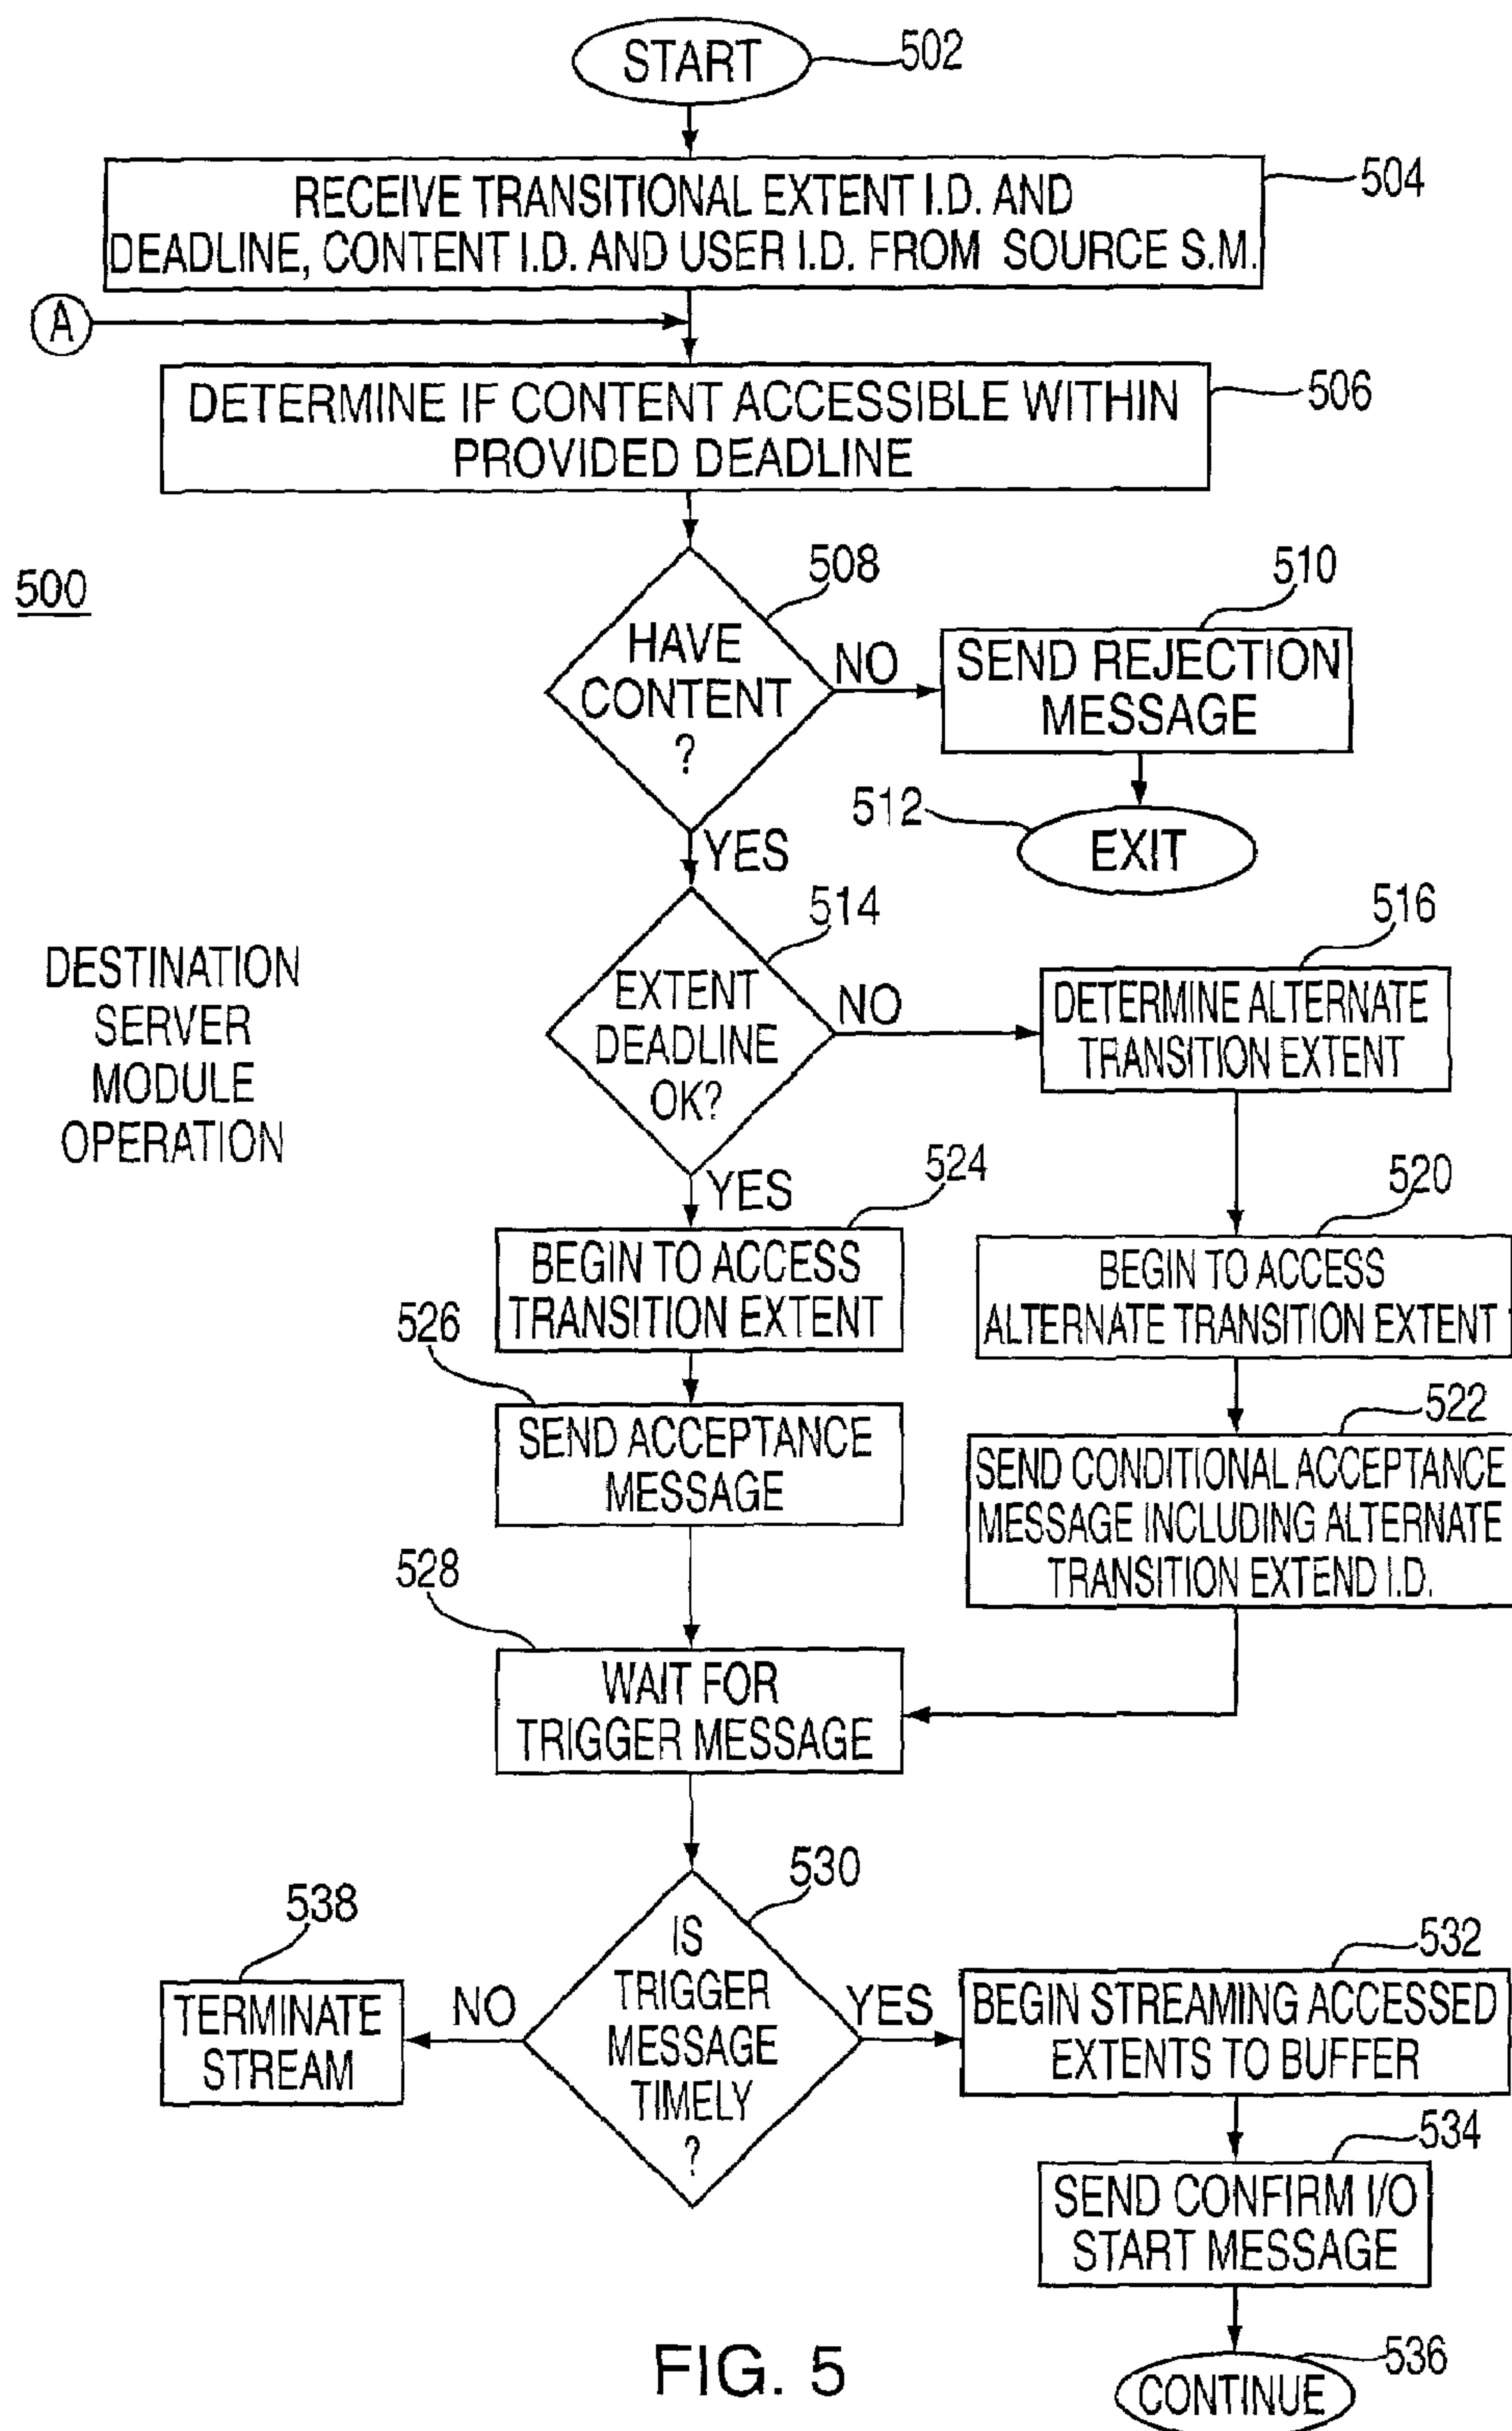 START
502
RECEIVE TRANSITIONAL EXTENT I.D. AND
DEADLINE, CONTENT I.D. AND USER I.D. FROM SOURCE S.M.
504
A
DETERMINE IF CONTENT ACCESSIBLE WITHIN
PROVIDED DEADLINE
506
500
508
HAVE
CONTENT
?
NO
510
SEND REJECTION
MESSAGE
512
EXIT
YES
DESTINATION
SERVER
MODULE
OPERATION
514
EXTENT
DEADLINE
OK?
NO
516
DETERMINE ALTERNATE
TRANSITION EXTENT
YES
524
BEGIN TO ACCESS
TRANSITION EXTENT
520
BEGIN TO ACCESS
ALTERNATE TRANSITION EXTENT
526
SEND ACCEPTANCE
MESSAGE
522
SEND CONDITIONAL ACCEPTANCE
MESSAGE INCLUDING ALTERNATE
TRANSITION EXTEND I.D.
528
WAIT FOR
TRIGGER MESSAGE
530
IS
TRIGGER
MESSAGE
TIMELY
?
538
NO
TERMINATE
STREAM
YES
532
BEGIN STREAMING ACCESSED
EXTENTS TO BUFFER
534
SEND CONFIRM I/O
START MESSAGE
536
CONTINUE
FIG. 5